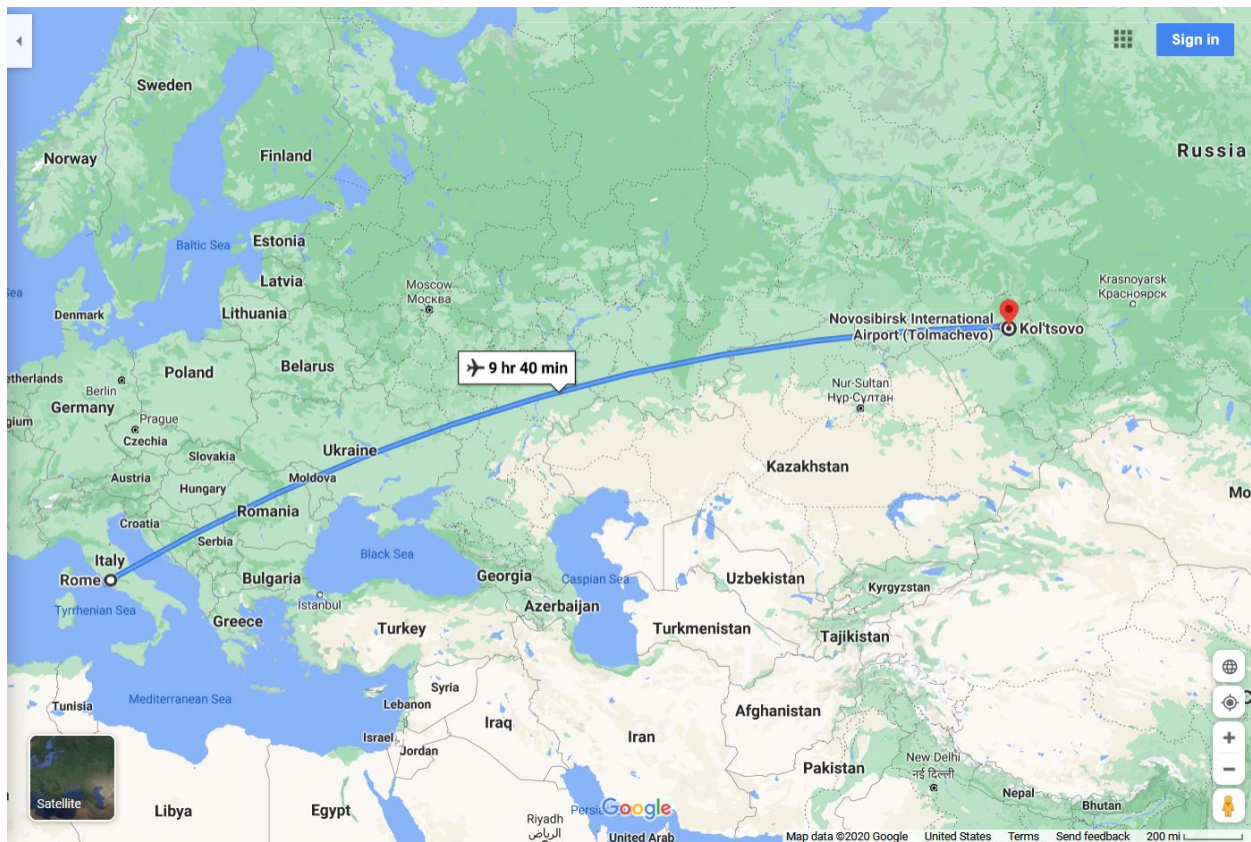 Sign in
Sweden
Norway
Finland
Russia
Baltic Sea
Estonia
Latvia
Moscow
Москва
Krasnoyarsk
Красноярск
Denmark
Lithuania
Novosibirsk International
Airport (Tolmachevo)
Kol'tsovo
9 hr 40 min
Belarus
Poland
etherlands
Berlin
Germany
Nur-Sultan
Нұр-Сұлтан
gium
Prague
Czechia
Slovakia
Ukraine
Kazakhstan
Austria
Hungary
Moldova
Mo
Croatia
Romania
Serbia
Black Sea
Italy
Rome
Bulgaria
Georgia
Caspian Sea
Uzbekistan
Kyrgyzstan
Tyrrhenian Sea
İstanbul
Azerbaijan
Greece
Turkey
Turkmenistan
Tajikistan
Tunisia
Mediterranean Sea
Syria
Lebanon
Iraq
Afghanistan
Israel
Jordan
Iran
Pakistan
New Delhi
नई दिल्ली
Satellite
Libya
Egypt
Riyadh
الرياض
Persia
Google
Nepal
Bhutan
United Arab
Map data ©2020 Google
United States
Terms
Send feedback
200 mi